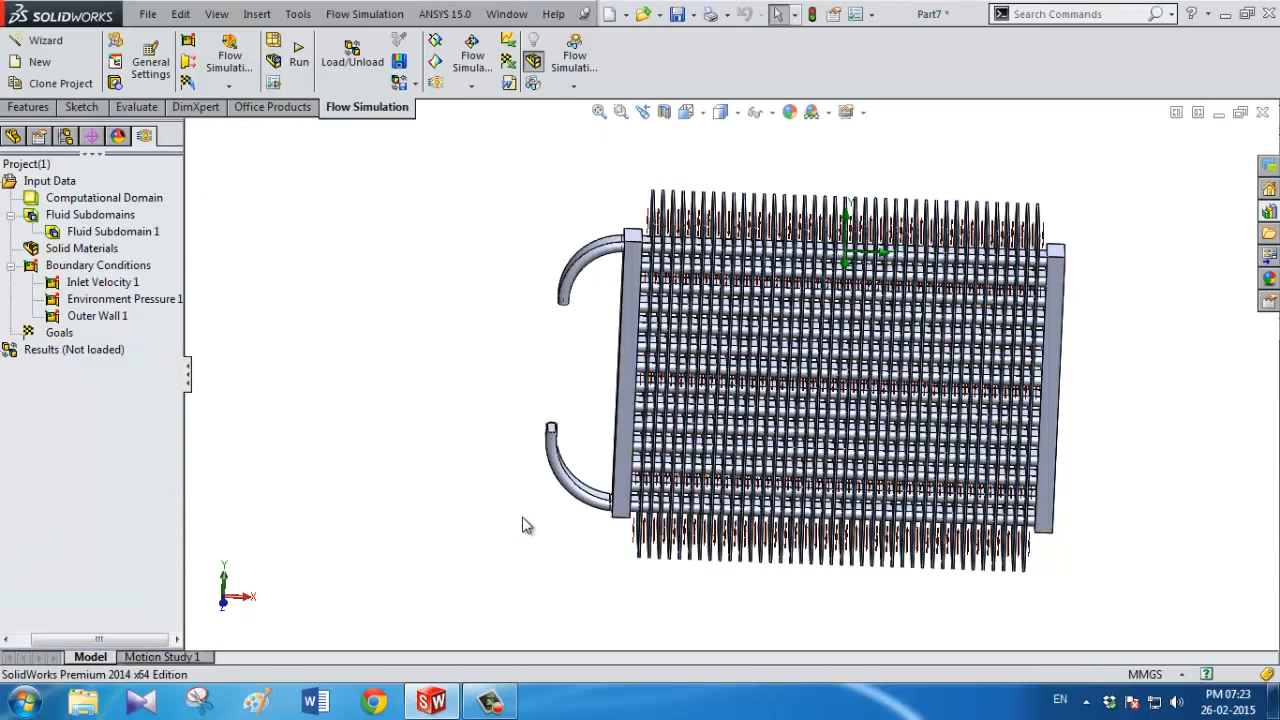 SOLIDWORKS File Edit View Insert Tools Flow Simulation ANSYS 15.0 Window Help Part7 * Search Commands
Wizard
New
Clone Project
General
Settings
Flow
Simulati...
Run
Load/Unload
Flow
Simula...
Flow
Simulati...
Features Sketch Evaluate DimXpert Office Products Flow Simulation
Project(1)
Input Data
Computational Domain
Fluid Subdomains
Fluid Subdomain 1
Solid Materials
Boundary Conditions
Inlet Velocity 1
Environment Pressure 1
Outer Wall 1
Goals
Results (Not loaded)
Y
Y
X
Z
Model Motion Study 1
SolidWorks Premium 2014 x64 Edition MMGS
EN
PM 07:23
26-02-2015